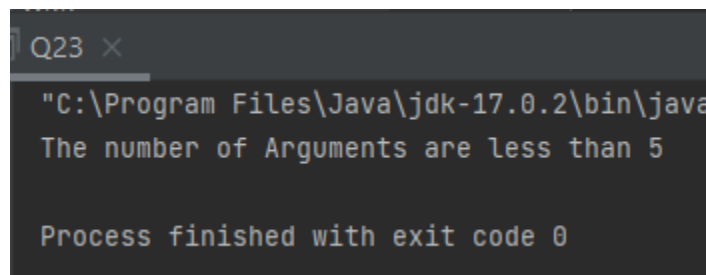 Q23
"C:\Program Files\Java\jdk-17.0.2\bin\java
The number of Arguments are less than 5
Process finished with exit code 0